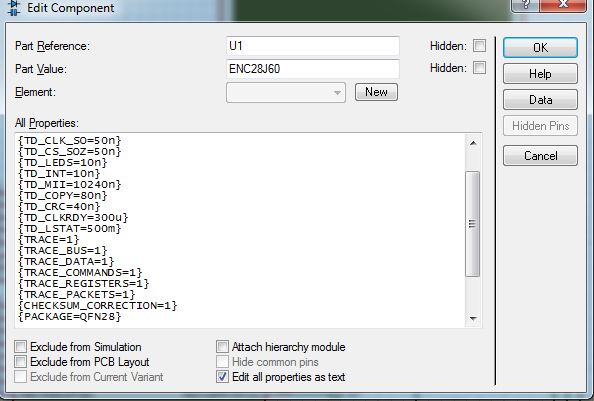 Edit Component
?
x
Part Reference:
U1
Hidden:
OK
Part Value:
ENC28J60
Hidden:
Help
Element:
New
Data
All Properties:
Hidden Pins
{TD_CLK_SO=50n}
Cancel
{TD_CS_SOZ=50n}
{TD_LEDS=10n}
{TD_INT=10n}
{TD_MII=10240n}
{TD_COPY=80n}
{TD_CRC=40n}
{TD_CLKRDY=300u}
{TD_LSTAT=500m}
{TRACE=1}
{TRACE_BUS=1}
{TRACE_DATA=1}
{TRACE_COMMANDS=1}
{TRACE_REGISTERS=1}
{TRACE_PACKETS=1}
{CHECKSUM_CORRECTION=1}
{PACKAGE=QFN28}
Exclude from Simulation
Attach hierarchy module
Exclude from PCB Layout
Hide common pins
Exclude from Current Variant
Edit all properties as text